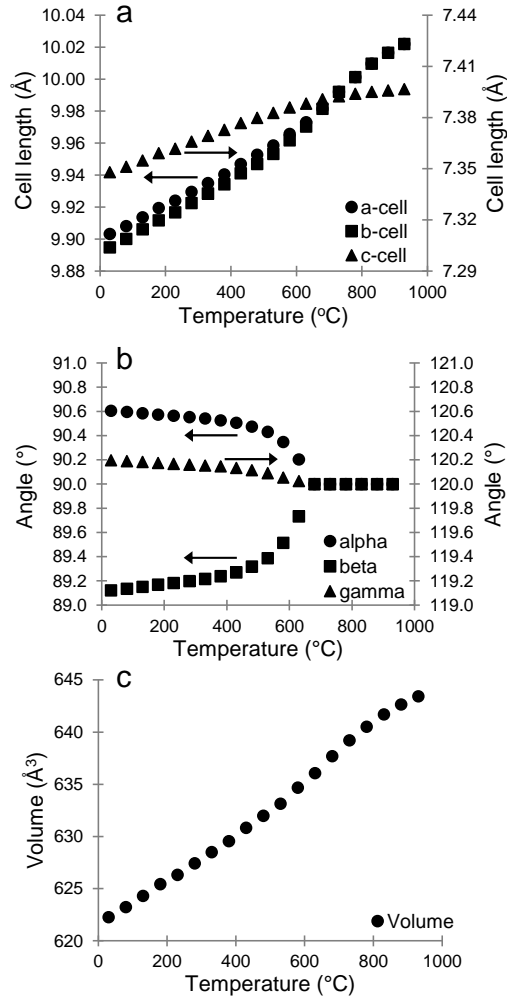 a
10.04
10.02
10.00
9.98
9.96
9.94
9.92
9.90
9.88
Cell length (Å)
7.44
7.41
7.38
7.35
7.32
7.29
Cell length (Å)
a-cell
b-cell
c-cell
0 200 400 600 800 1000
Temperature (°C)
b
91.0
90.8
90.6
90.4
90.2
90.0
89.8
89.6
89.4
89.2
89.0
Angle (°)
121.0
120.8
120.6
120.4
120.2
120.0
119.8
119.6
119.4
119.2
119.0
Angle (°)
alpha
beta
gamma
0 200 400 600 800 1000
Temperature (°C)
c
645
640
635
630
625
620
Volume (Å³)
Volume
0 200 400 600 800 1000
Temperature (°C)